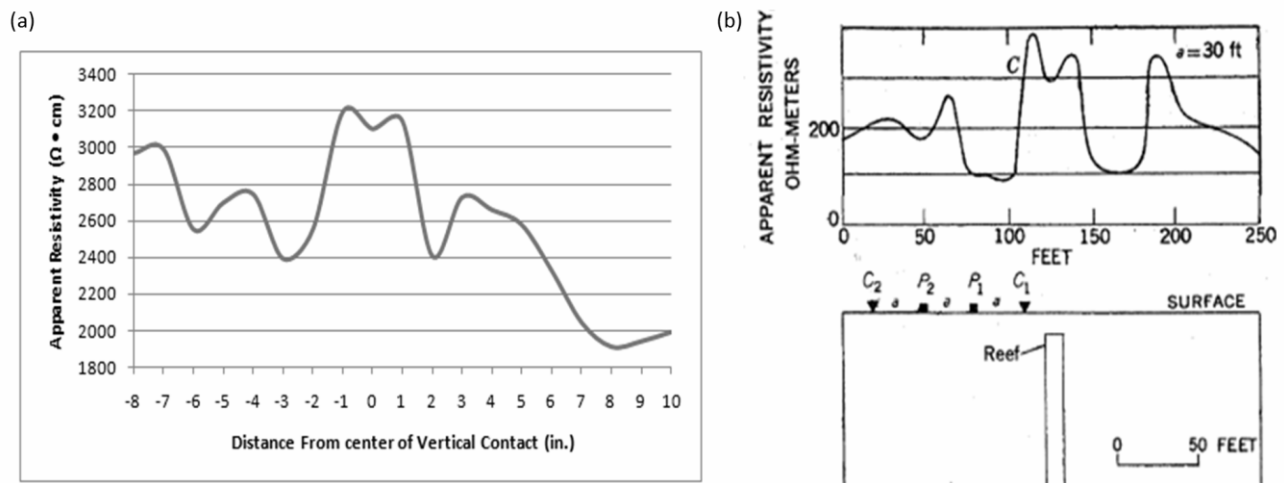 (a)
3400
3200
3000
2800
2600
2400
2200
2000
1800
Apparent Resistivity (Ω • cm)
-8 -7 -6 -5 -4 -3 -2 -1 0 1 2 3 4 5 6 7 8 9 10
Distance From center of Vertical Contact (in.)
(b)
APPARENT RESISTIVITY
OHM-METERS
C
a=30 ft
200
0
0 50 100 150 200 250
FEET
C2 P2 P1 C1
a a a
SURFACE
Reef
0 50 FEET